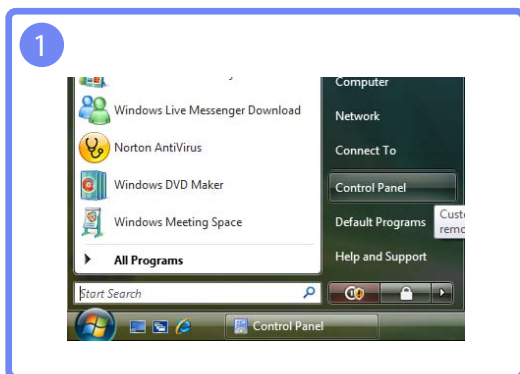 1
Computer
Windows Live Messenger Download
Network
Norton AntiVirus
Connect To
Windows DVD Maker
Control Panel
Windows Meeting Space
Default Programs
All Programs
Help and Support
Start Search
Control Panel